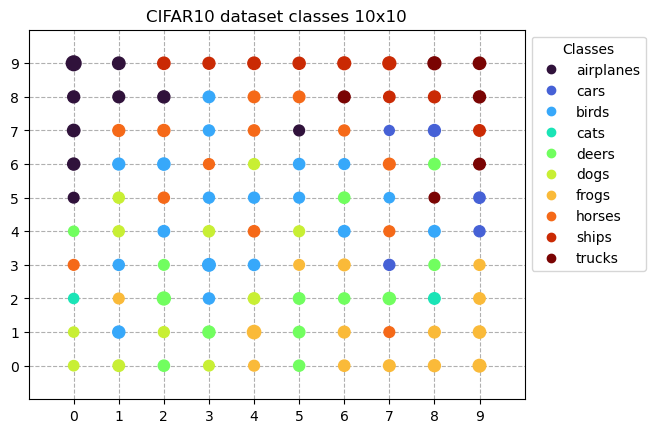 CIFAR10 dataset classes 10x10
9
8
7
6
5
4
3
2
1
0
0 1 2 3 4 5 6 7 8 9
Classes
airplanes
cars
birds
cats
deers
dogs
frogs
horses
ships
trucks